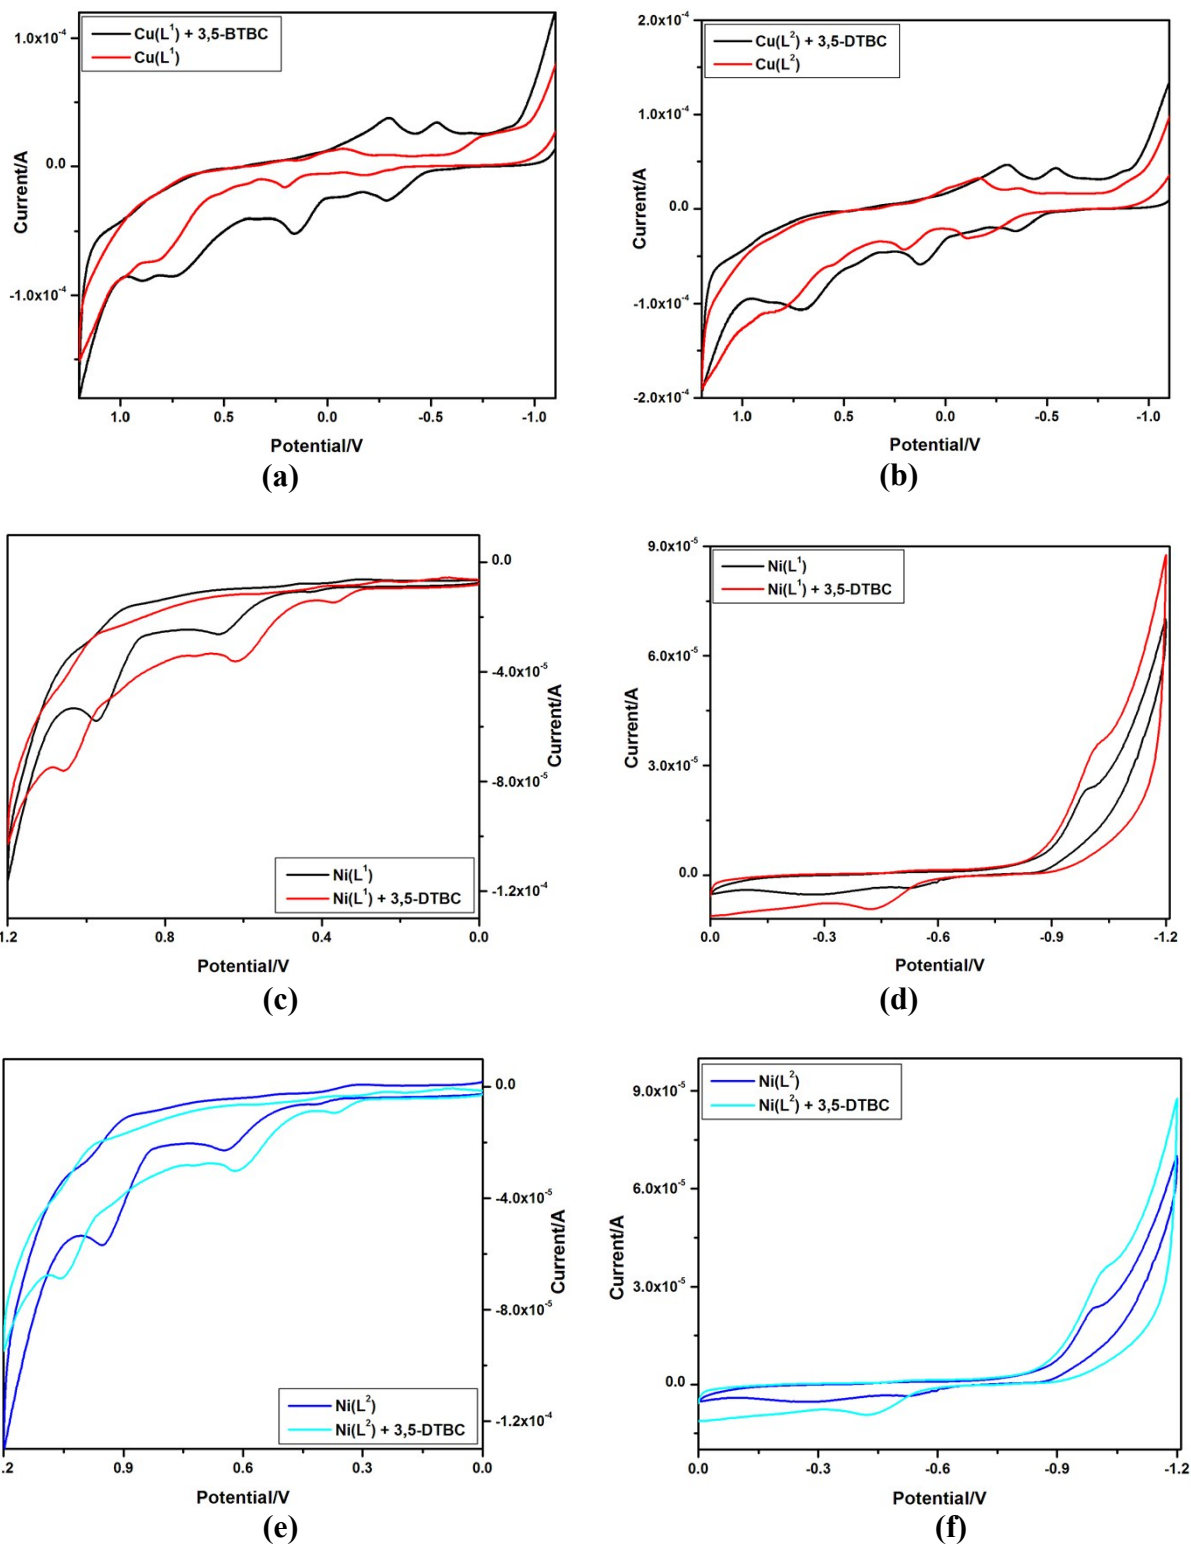 Cu(L¹) + 3,5-BTBC
Cu(L¹)
1.0x10⁻⁴
0.0
-1.0x10⁻⁴
Current/A
1.0 0.5 0.0 -0.5 -1.0
Potential/V
(a)
Cu(L²) + 3,5-DTBC
Cu(L²)
2.0x10⁻⁴
1.0x10⁻⁴
0.0
-1.0x10⁻⁴
-2.0x10⁻⁴
Current/A
1.0 0.5 0.0 -0.5 -1.0
Potential/V
(b)
0.0
-4.0x10⁻⁵
-8.0x10⁻⁵
-1.2x10⁻⁴
Current/A
Ni(L¹)
Ni(L¹) + 3,5-DTBC
1.2 0.8 0.4 0.0
Potential/V
(c)
Ni(L¹)
Ni(L¹) + 3,5-DTBC
9.0x10⁻⁵
6.0x10⁻⁵
3.0x10⁻⁵
0.0
Current/A
0.0 -0.3 -0.6 -0.9 -1.2
Potential/V
(d)
0.0
-4.0x10⁻⁵
-8.0x10⁻⁵
-1.2x10⁻⁴
Current/A
Ni(L²)
Ni(L²) + 3,5-DTBC
.2 0.9 0.6 0.3 0.0
Potential/V
(e)
Ni(L²)
Ni(L²) + 3,5-DTBC
9.0x10⁻⁵
6.0x10⁻⁵
3.0x10⁻⁵
0.0
Current/A
0.0 -0.3 -0.6 -0.9 -1.2
Potential/V
(f)